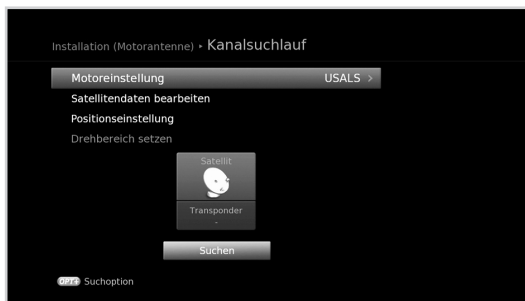 Installation (Motorantenne) ▸ Kanalsuchlauf
Motoreinstellung USALS >
Satellitendaten bearbeiten
Positionseinstellung
Drehbereich setzen
Satellit
Transponder
-
Suchen
OPT+ Suchoption